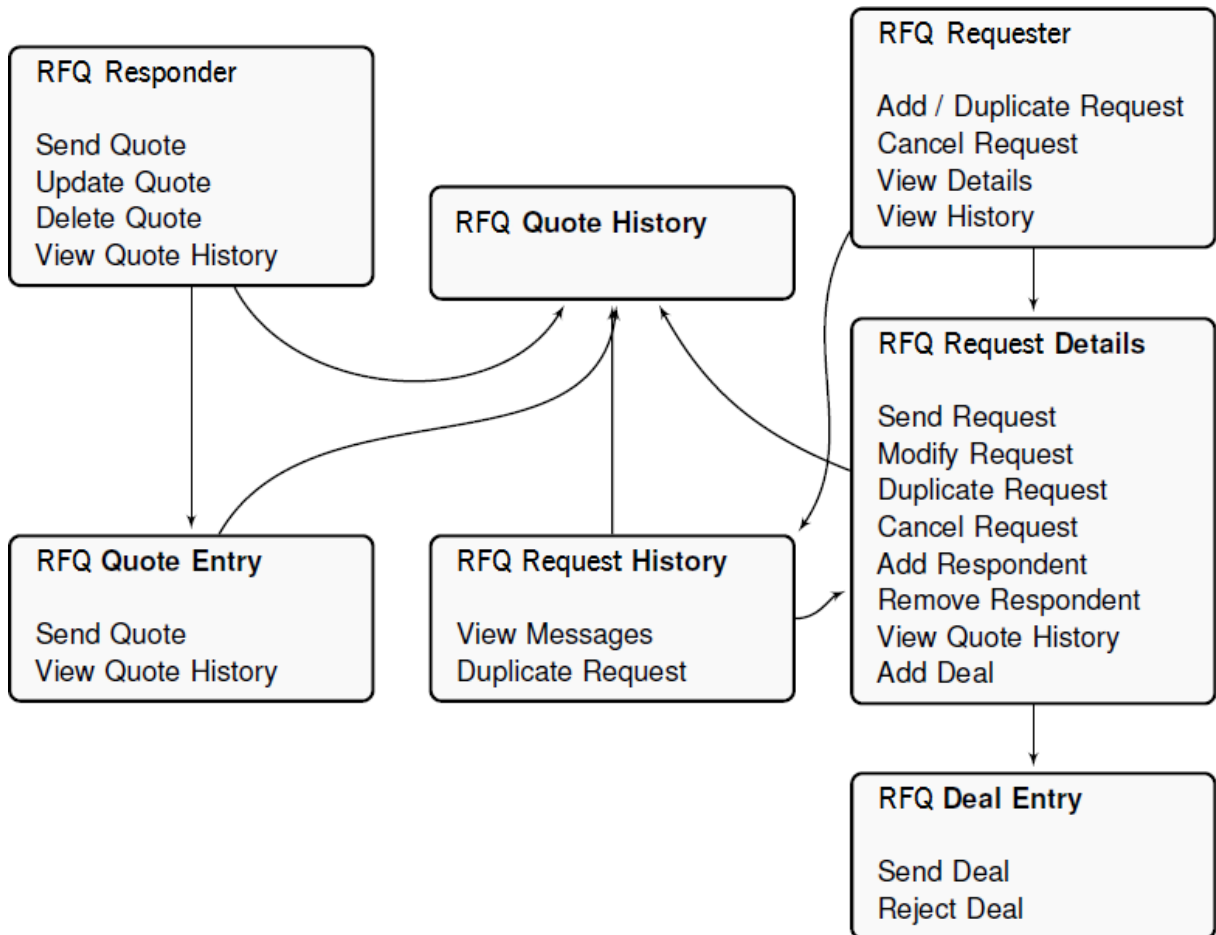 RFQ Responder
Send Quote
Update Quote
Delete Quote
View Quote History
RFQ Quote History
RFQ Requester
Add / Duplicate Request
Cancel Request
View Details
View History
RFQ Request Details
Send Request
Modify Request
Duplicate Request
Cancel Request
Add Respondent
Remove Respondent
View Quote History
Add Deal
RFQ Quote Entry
Send Quote
View Quote History
RFQ Request History
View Messages
Duplicate Request
RFQ Deal Entry
Send Deal
Reject Deal